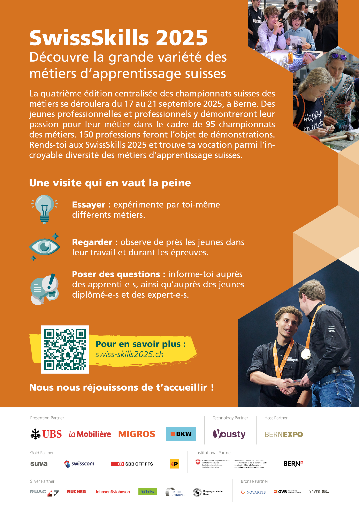 SwissSkills 2025
Découvre la grande variété des
métiers d'apprentissage suisses
La quatrième édition centralisée des championnats suisses des
métiers se déroulera du 17 au 21 septembre 2025, à Berne. Des
jeunes professionnelles et professionnels y démontreront leur
passion pour leur métier dans le cadre de 95 championnats
des métiers. 150 professions feront l'objet de démonstrations.
Rends-toi aux SwissSkills 2025 et trouve ta vocation parmi l'in-
croyable diversité des métiers d'apprentissage suisses.
Une visite qui en vaut la peine
Essayer : expérimente par toi-même
différents métiers.
Regarder : observe de près les jeunes dans
leur travail et durant les épreuves.
Poser des questions : informe-toi auprès
des apprenti-e-s, ainsi qu'auprès des jeunes
diplômé-e-s et des expert-e-s.
Pour en savoir plus :
swiss-skills2025.ch
Nous nous réjouissons de t'accueillir !
UBS
la Mobilière
MIGROS
BKW
Vousty
BERNEXPO
suva
swisscom
BERN